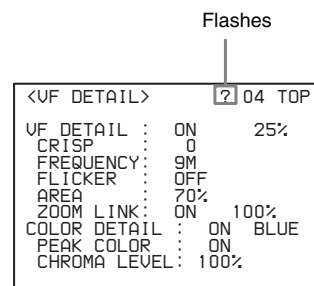 Flashes
<VF DETAIL> ? 04 TOP
VF DETAIL : ON 25%
CRISP : 0
FREQUENCY: 9M
FLICKER : OFF
AREA : 70%
ZOOM LINK: ON 100%
COLOR DETAIL : ON BLUE
PEAK COLOR : ON
CHROMA LEVEL: 100%